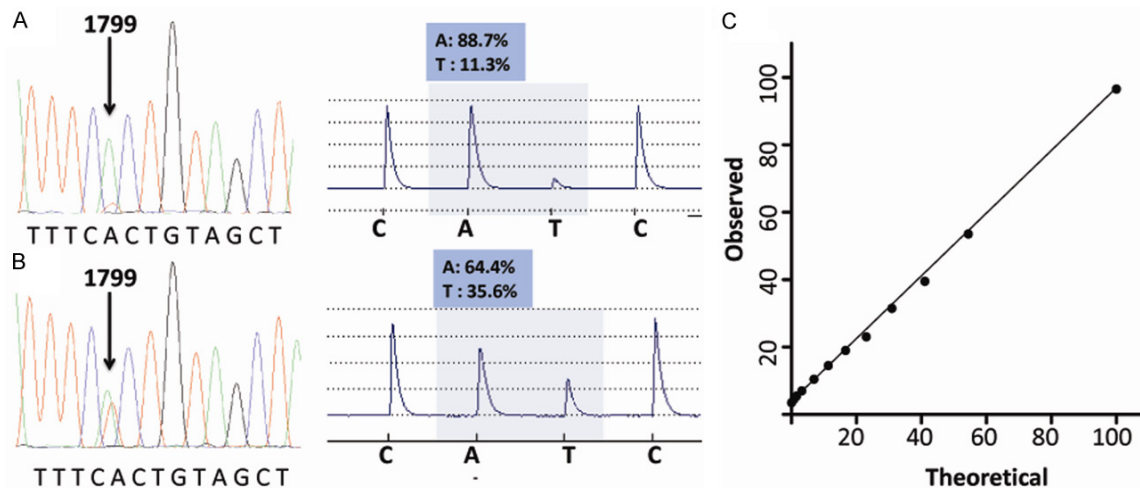 A
1799
TTTCACTGTAGCT
A: 88.7%
T : 11.3%
C A T C
B
1799
TTTCACTGTAGCT
A: 64.4%
T : 35.6%
C A T C
C
Observed
100
80
60
40
20
20 40 60 80 100
Theoretical